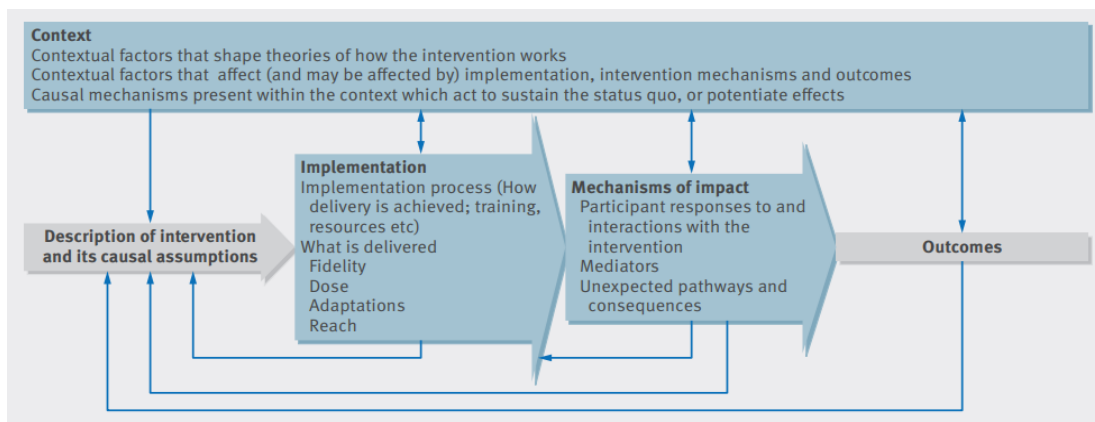 Context
Contextual factors that shape theories of how the intervention works
Contextual factors that affect (and may be affected by) implementation, intervention mechanisms and outcomes
Causal mechanisms present within the context which act to sustain the status quo, or potentiate effects
Description of intervention
and its causal assumptions
Implementation
Implementation process (How
delivery is achieved; training,
resources etc)
What is delivered
Fidelity
Dose
Adaptations
Reach
Mechanisms of impact
Participant responses to and
interactions with the
intervention
Mediators
Unexpected pathways and
consequences
Outcomes